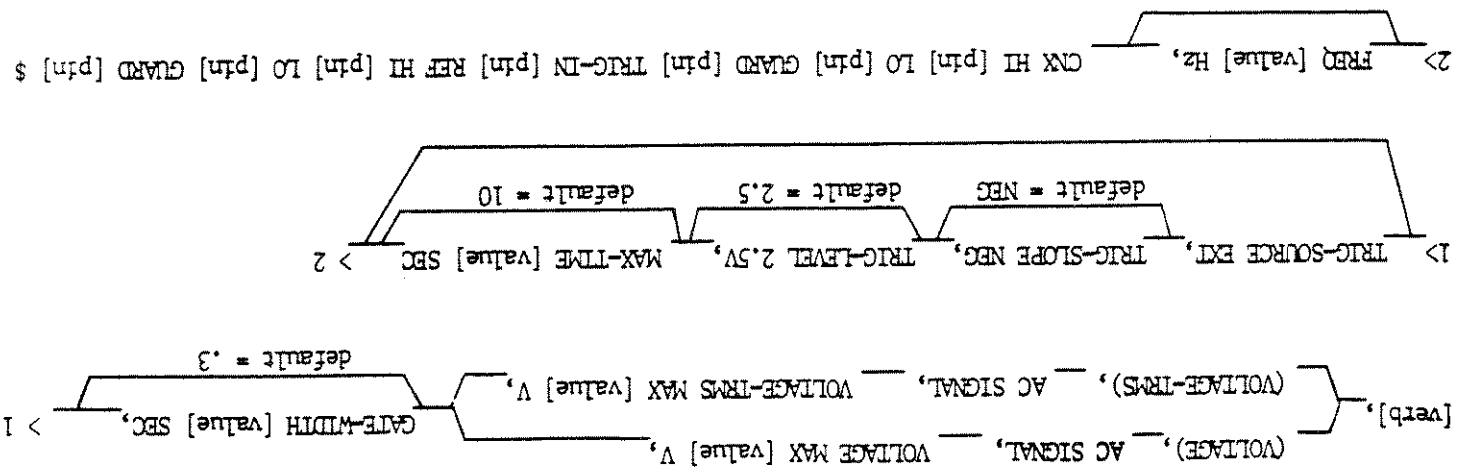 (VOLTAGE), AC SIGNAL, VOLTAGE MAX [value] V,
[verb], GATE-WIDTH [value] SEC, > 1
(VOLTAGE-TRMS), AC SIGNAL, VOLTAGE-TRMS MAX [value] V,
default = .3
1> TRIG-SOURCE EXT, TRIG-SLOPE NEG, TRIG-LEVEL 2.5V, MAX-TIME [value] SEC > 2
default = NEG default = 2.5 default = 10
2> FREQ [value] Hz, CNX HI [pin] LO [pin] GUARD [pin] TRIG-IN [pin] REF HI [pin] LO [pin] GUARD [pin] $